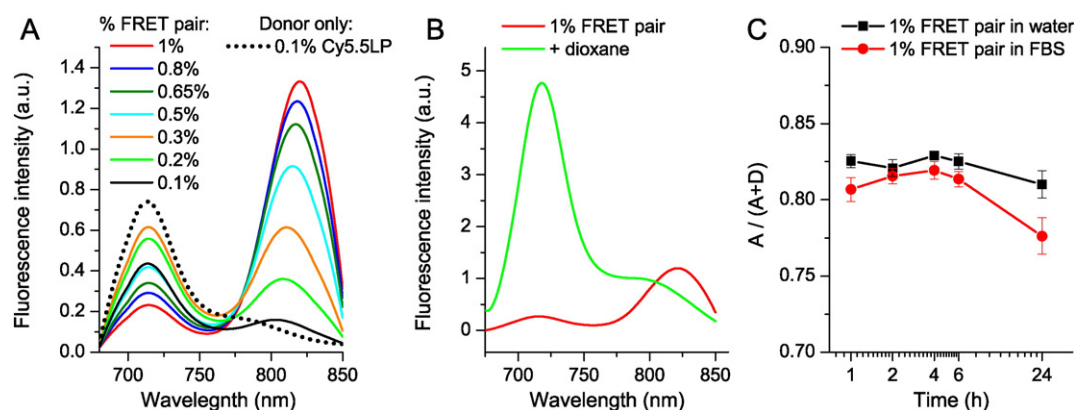 A
% FRET pair:
1%
0.8%
0.65%
0.5%
0.3%
0.2%
0.1%
Donor only:
0.1% Cy5.5LP
Fluorescence intensity (a.u.)
1.4
1.2
1.0
0.8
0.6
0.4
0.2
0.0
700
750
800
850
Wavelegnth (nm)
B
1% FRET pair
+ dioxane
Fluorescence intensity (a.u.)
5
4
3
2
1
0
700
750
800
850
Wavelength (nm)
C
1% FRET pair in water
1% FRET pair in FBS
A / (A+D)
0.90
0.85
0.80
0.75
0.70
1
2
4
6
24
Time (h)